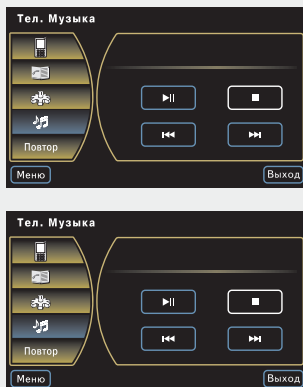 Тел. Музыка
Повтор
Меню
Выход
Тел. Музыка
Повтор
Меню
Выход